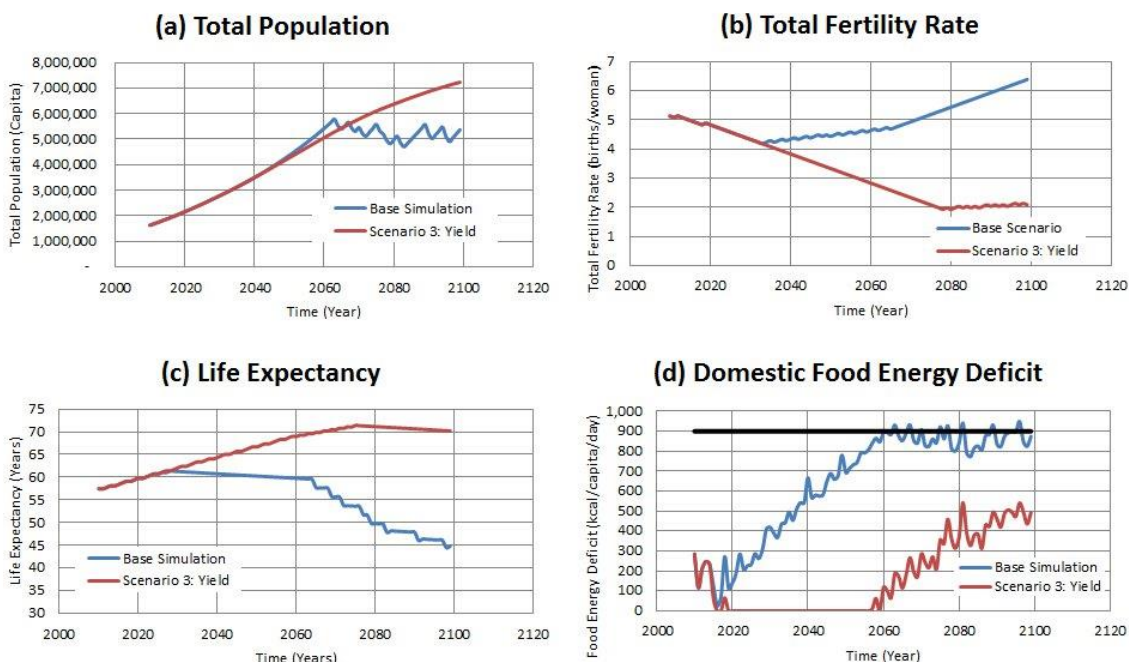 (a) Total Population
Total Population (Capita)
8,000,000
7,000,000
6,000,000
5,000,000
4,000,000
3,000,000
2,000,000
1,000,000
-
Base Simulation
Scenario 3: Yield
2000 2020 2040 2060 2080 2100 2120
Time (Year)
(b) Total Fertility Rate
Total Fertility Rate (births/woman)
7
6
5
4
3
2
1
0
Base Scenario
Scenario 3: Yield
2000 2020 2040 2060 2080 2100 2120
Time (Year)
(c) Life Expectancy
Life Expectancy (Years)
75
70
65
60
55
50
45
40
35
30
Base Simulation
Scenario 3: Yield
2000 2020 2040 2060 2080 2100 2120
Time (Years)
(d) Domestic Food Energy Deficit
Food Energy Deficit (kcal/capita/day)
1,000
900
800
700
600
500
400
300
200
100
0
Base Simulation
Scenario 3: Yield
2000 2020 2040 2060 2080 2100 2120
Time (Year)